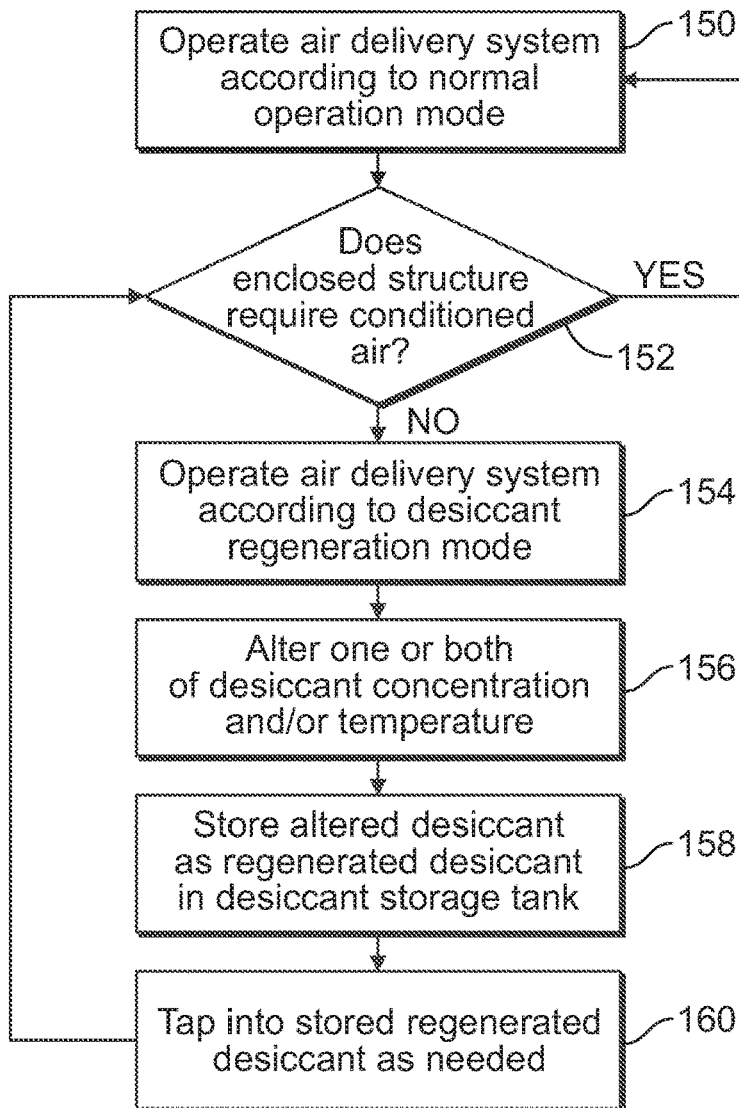 Operate air delivery system
according to normal
operation mode
150
Does
enclosed structure
require conditioned
air?
YES
152
NO
Operate air delivery system
according to desiccant
regeneration mode
154
Alter one or both
of desiccant concentration
and/or temperature
156
Store altered desiccant
as regenerated desiccant
in desiccant storage tank
158
Tap into stored regenerated
desiccant as needed
160